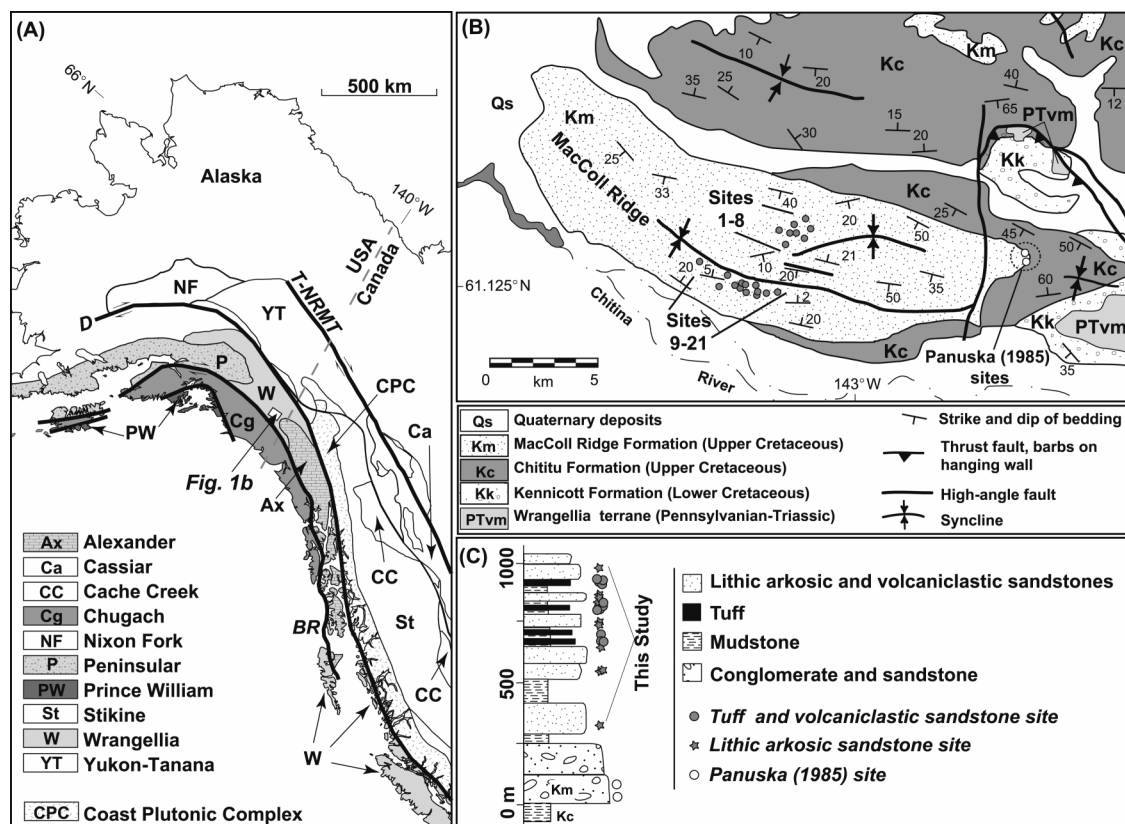 (A)
66°N
500 km
Alaska
140°W
USA
Canada
NF
D
YT
T-NRMT
P
W
CPC
Cg
PW
Ca
Fig. 1b
Ax
CC
BR
St
CC
W
Ax Alexander
Ca Cassiar
CC Cache Creek
Cg Chugach
NF Nixon Fork
P Peninsular
PW Prince William
St Stikine
W Wrangellia
YT Yukon-Tanana
CPC Coast Plutonic Complex
(B)
10
Km
Kc
Kc
35
25
20
40
12
Qs
Km
65
PTvm
15
30
20
25
Kk
MacColl Ridge
33
Sites
1-8
40
20
Kc
25
50
45
50
Kc
20
5
10
20
21
35
60
61.125°N
2
50
Sites
9-21
20
Kk
PTvm
Chitina
River
Kc
Panuska (1985)
sites
35
0 km 5
143°W
Qs Quaternary deposits
Km MacColl Ridge Formation (Upper Cretaceous)
Kc Chititu Formation (Upper Cretaceous)
Kk Kennicott Formation (Lower Cretaceous)
PTvm Wrangellia terrane (Pennsylvanian-Triassic)
Strike and dip of bedding
Thrust fault, barbs on
hanging wall
High-angle fault
Syncline
(C)
1000
500
0 m
Km
Kc
This Study
Lithic arkosic and volcaniclastic sandstones
Tuff
Mudstone
Conglomerate and sandstone
Tuff and volcaniclastic sandstone site
Lithic arkosic sandstone site
Panuska (1985) site